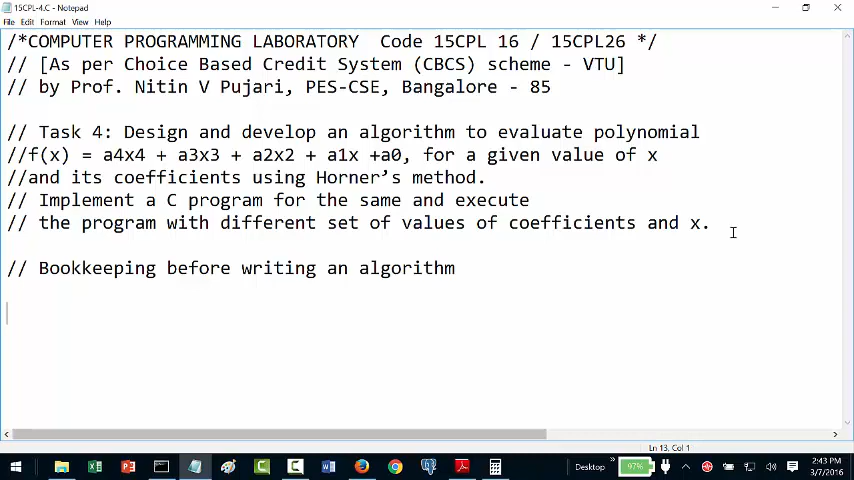 15CPL-4.C - Notepad
File Edit Format View Help
/*COMPUTER PROGRAMMING LABORATORY  Code 15CPL 16 / 15CPL26 */
// [As per Choice Based Credit System (CBCS) scheme - VTU]
// by Prof. Nitin V Pujari, PES-CSE, Bangalore - 85
// Task 4: Design and develop an algorithm to evaluate polynomial
//f(x) = a4x4 + a3x3 + a2x2 + a1x +a0, for a given value of x
//and its coefficients using Horner’s method.
// Implement a C program for the same and execute
// the program with different set of values of coefficients and x.
// Bookkeeping before writing an algorithm
Ln 13, Col 1
Desktop
97%
2:43 PM
3/7/2016